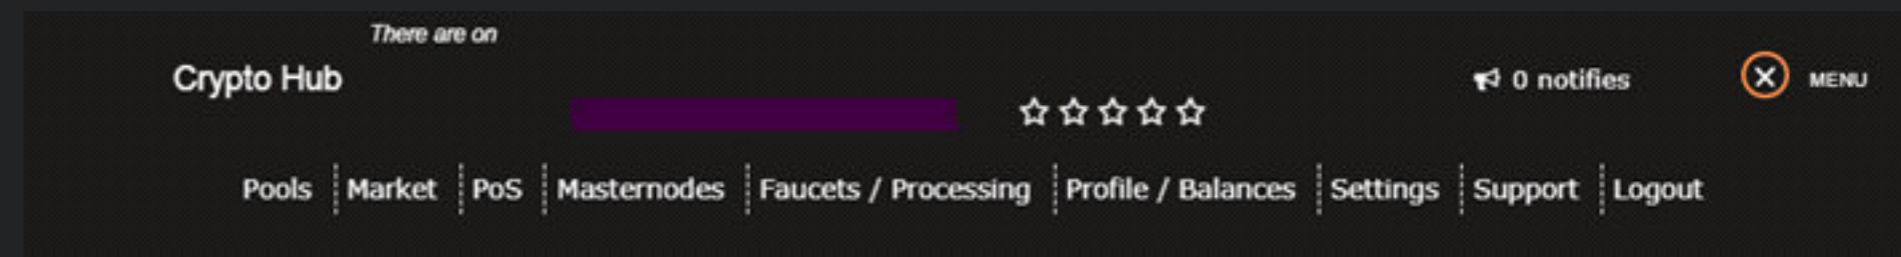 There are on
Crypto Hub
0 notifies
MENU
Pools Market PoS Masternodes Faucets / Processing Profile / Balances Settings Support Logout